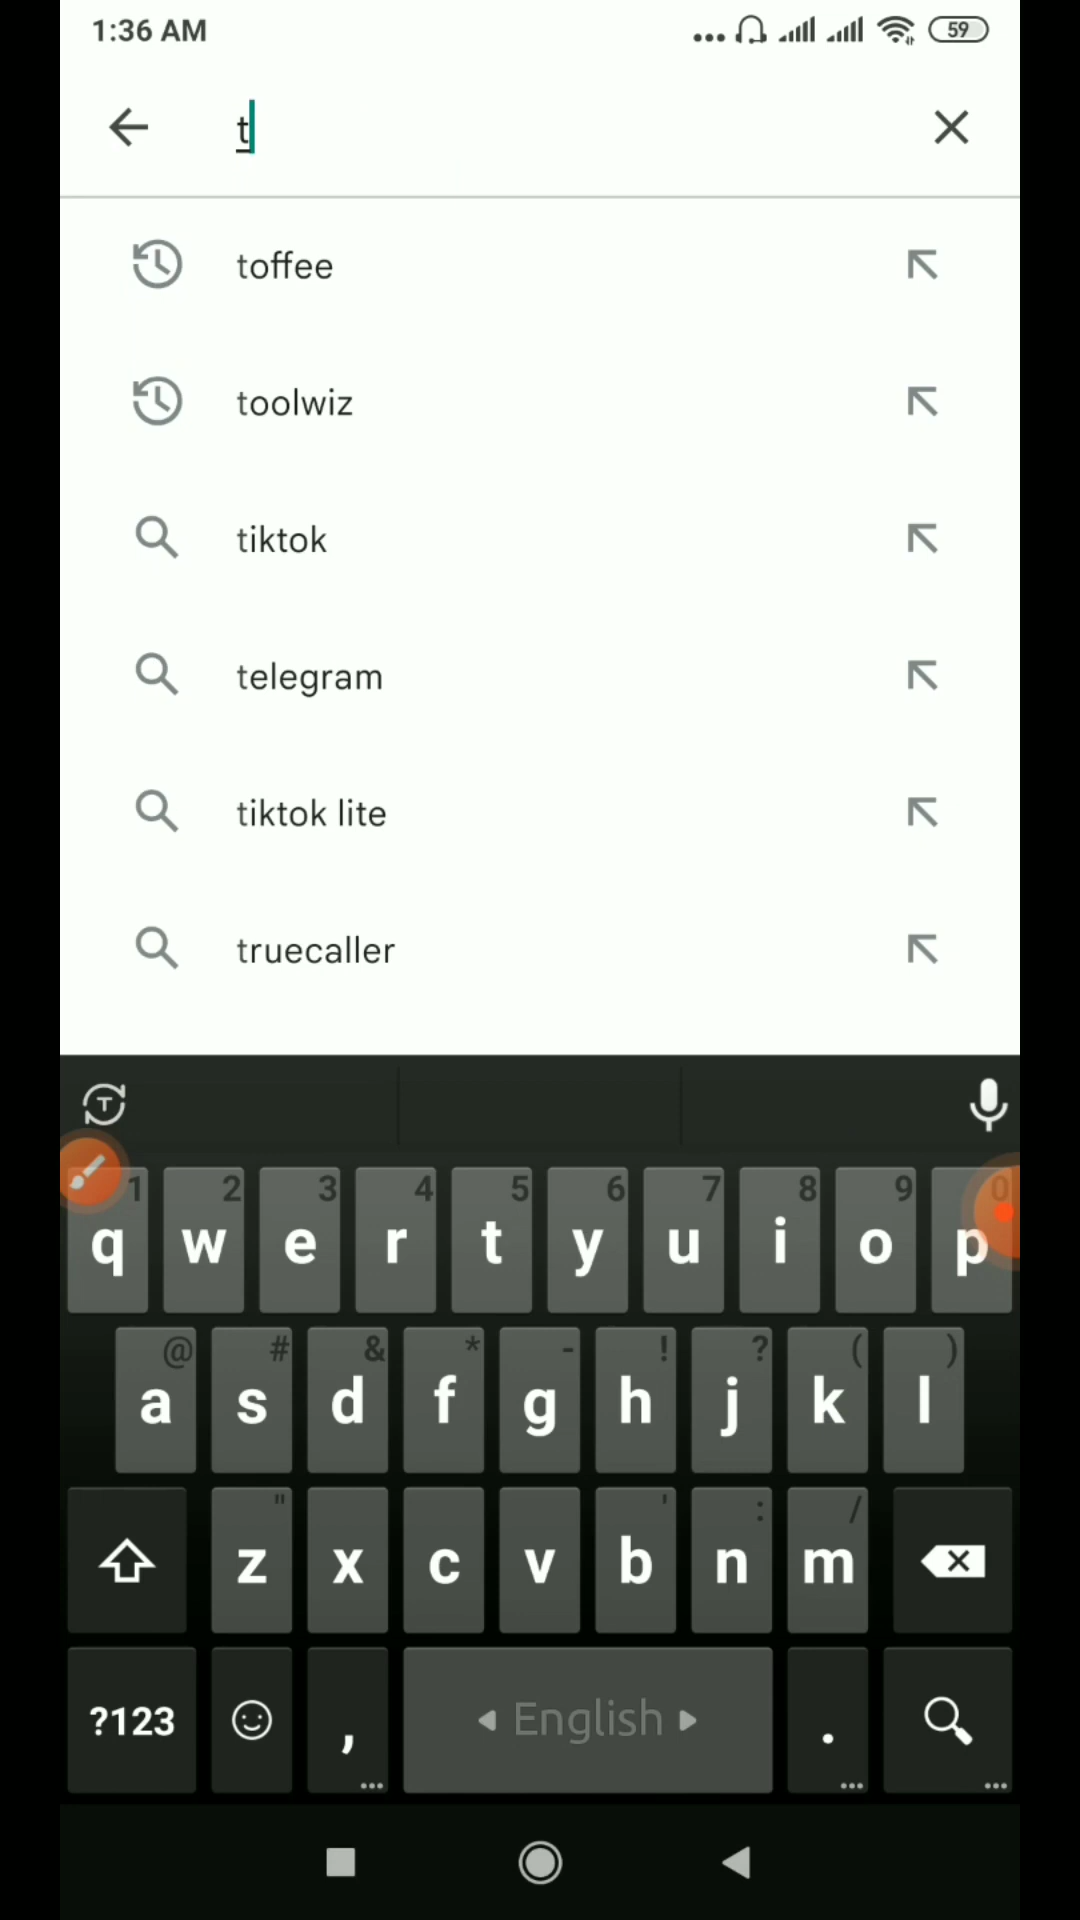 1:36 AM
59
t
toffee
toolwiz
tiktok
telegram
tiktok lite
truecaller
T
1 2 3 4 5 6 7 8 9 0
q w e r t y u i o p
@ # & * - ! ? ( )
a s d f g h j k l
" ' : /
z x c v b n m
?123 , English .